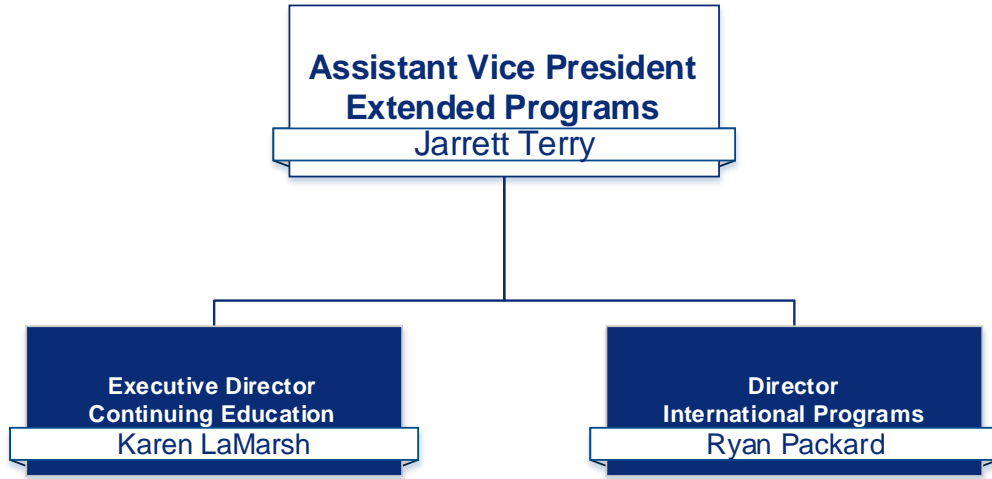 Assistant Vice President
Extended Programs
Jarrett Terry
Executive Director
Continuing Education
Karen LaMarsh
Director
International Programs
Ryan Packard